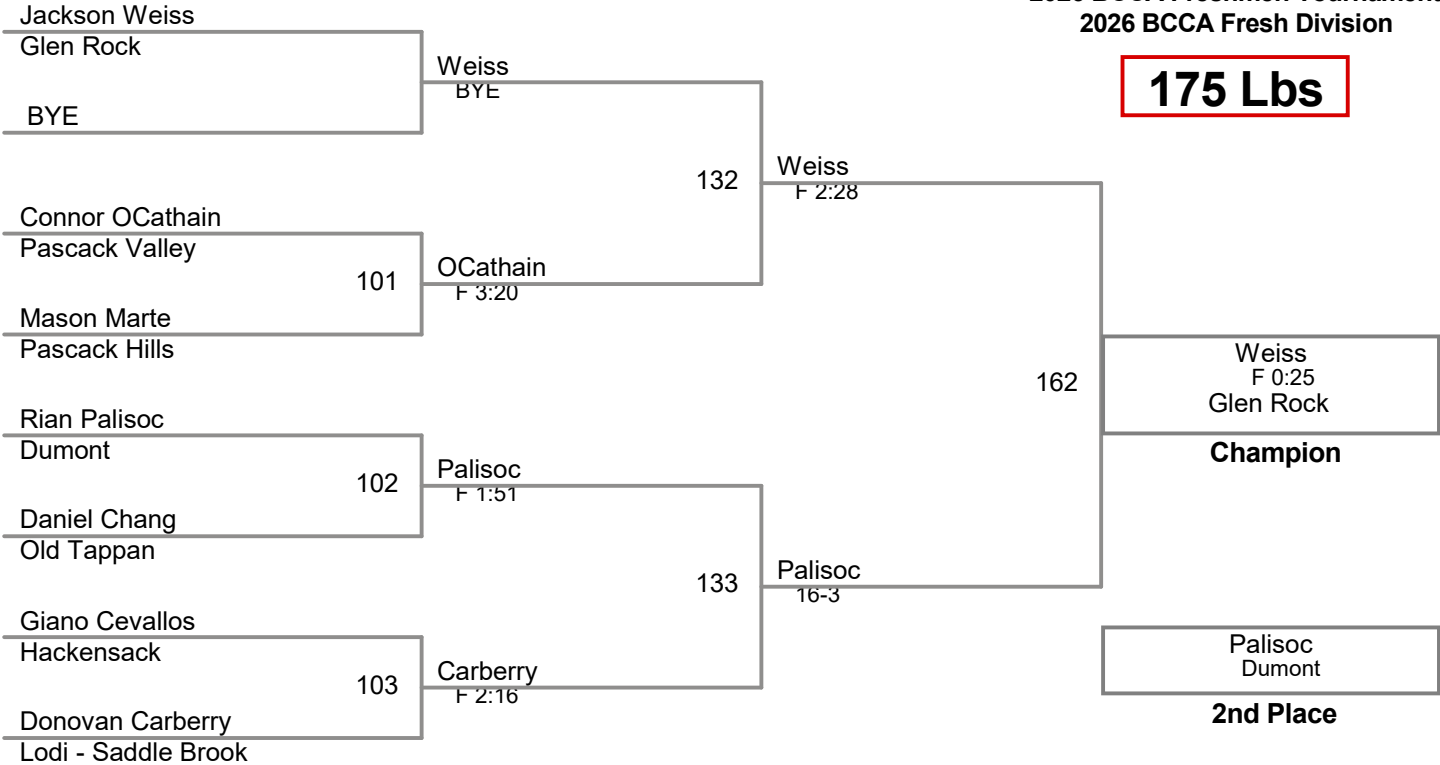 2026 BCCA Fresh Division
175 Lbs
Jackson Weiss
Glen Rock
BYE
Connor OCathain
Pascack Valley
101
Mason Marte
Pascack Hills
Rian Palisoc
Dumont
102
Daniel Chang
Old Tappan
Giano Cevallos
Hackensack
103
Donovan Carberry
Lodi - Saddle Brook
Weiss
BYE
132
OCathain
F 3:20
Palisoc
F 1:51
133
Carberry
F 2:16
Weiss
F 2:28
162
Palisoc
16-3
Weiss
F 0:25
Glen Rock
Champion
Palisoc
Dumont
2nd Place